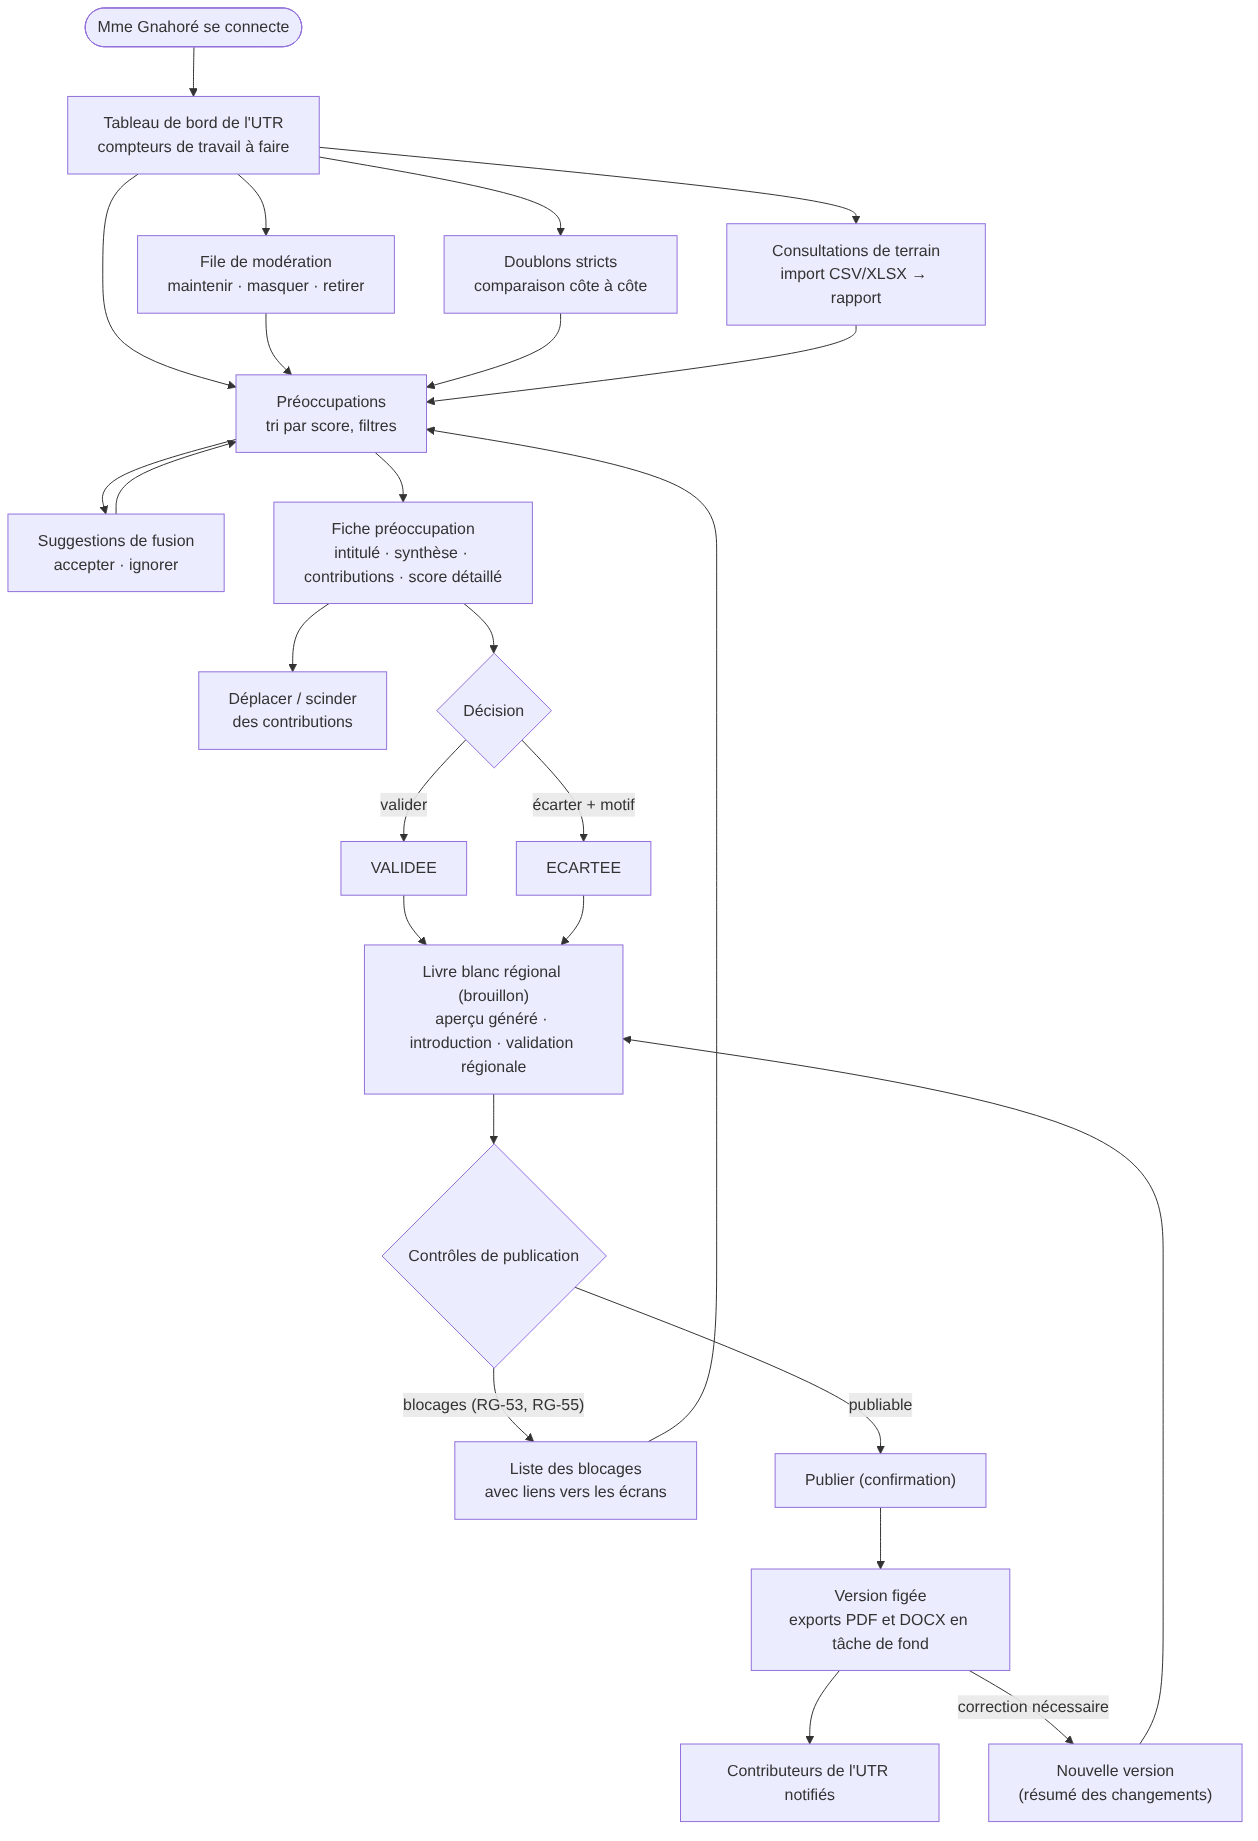 Mme Gnahoré se connecte
Tableau de bord de l'UTR
compteurs de travail à faire
File de modération
maintenir · masquer · retirer
Doublons stricts
comparaison côte à côte
Consultations de terrain
import CSV/XLSX →
rapport
Préoccupations
tri par score, filtres
Suggestions de fusion
accepter · ignorer
Fiche préoccupation
intitulé · synthèse ·
contributions · score détaillé
Déplacer / scinder
des contributions
Décision
valider
écarter + motif
VALIDEE
ECARTEE
Livre blanc régional
(brouillon)
aperçu généré ·
introduction · validation
régionale
Contrôles de publication
blocages (RG-53, RG-55)
publiable
Liste des blocages
avec liens vers les écrans
Publier (confirmation)
Version figée
exports PDF et DOCX en
tâche de fond
correction nécessaire
Contributeurs de l'UTR
notifiés
Nouvelle version
(résumé des changements)